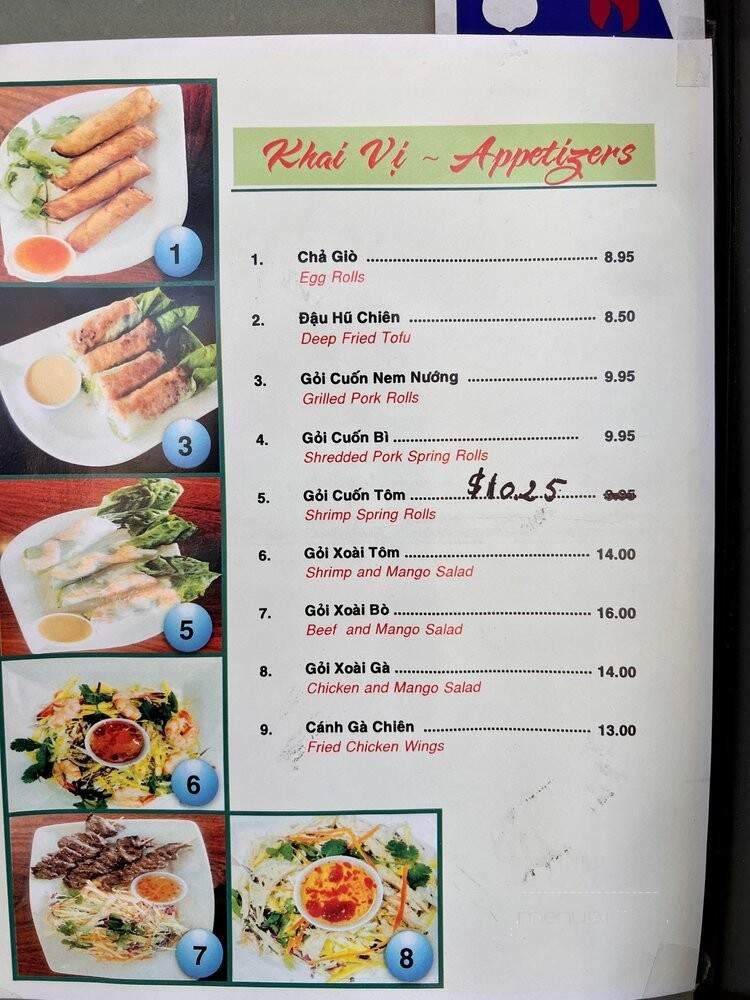 Khai Vị ~ Appetizers
1. Chả Giò 8.95
Egg Rolls
2. Đậu Hũ Chiên 8.50
Deep Fried Tofu
3. Gỏi Cuốn Nem Nướng 9.95
Grilled Pork Rolls
4. Gỏi Cuốn Bì 9.95
Shredded Pork Spring Rolls
5. Gỏi Cuốn Tôm $10.25 9.95
Shrimp Spring Rolls
6. Gỏi Xoài Tôm 14.00
Shrimp and Mango Salad
7. Gỏi Xoài Bò 16.00
Beef and Mango Salad
8. Gỏi Xoài Gà 14.00
Chicken and Mango Salad
9. Cánh Gà Chiên 13.00
Fried Chicken Wings
1
3
5
6
7
8